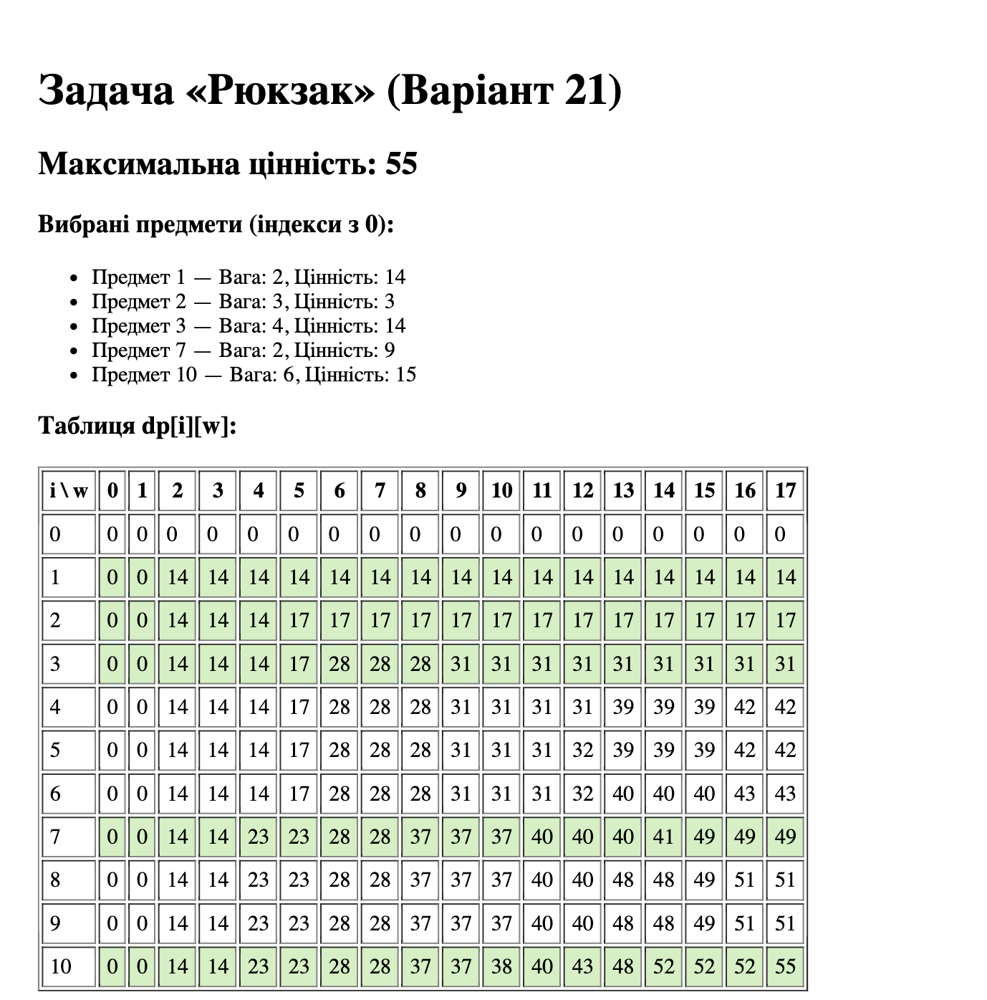 Задача «Рюкзак» (Варіант 21)
Максимальна цінність: 55
Вибрані предмети (індекси з 0):
• Предмет 1 — Вага: 2, Цінність: 14
• Предмет 2 — Вага: 3, Цінність: 3
• Предмет 3 — Вага: 4, Цінність: 14
• Предмет 7 — Вага: 2, Цінність: 9
• Предмет 10 — Вага: 6, Цінність: 15
Таблиця dp[i][w]:
i \ w 0 1 2 3 4 5 6 7 8 9 10 11 12 13 14 15 16 17
0 0 0 0 0 0 0 0 0 0 0 0 0 0 0 0 0 0 0
1 0 0 14 14 14 14 14 14 14 14 14 14 14 14 14 14 14 14
2 0 0 14 14 14 17 17 17 17 17 17 17 17 17 17 17 17 17
3 0 0 14 14 14 17 28 28 28 31 31 31 31 31 31 31 31 31
4 0 0 14 14 14 17 28 28 28 31 31 31 31 39 39 39 42 42
5 0 0 14 14 14 17 28 28 28 31 31 31 32 39 39 39 42 42
6 0 0 14 14 14 17 28 28 28 31 31 31 32 40 40 40 43 43
7 0 0 14 14 23 23 28 28 37 37 37 40 40 40 41 49 49 49
8 0 0 14 14 23 23 28 28 37 37 37 40 40 48 48 49 51 51
9 0 0 14 14 23 23 28 28 37 37 37 40 40 48 48 49 51 51
10 0 0 14 14 23 23 28 28 37 37 38 40 43 48 52 52 52 55